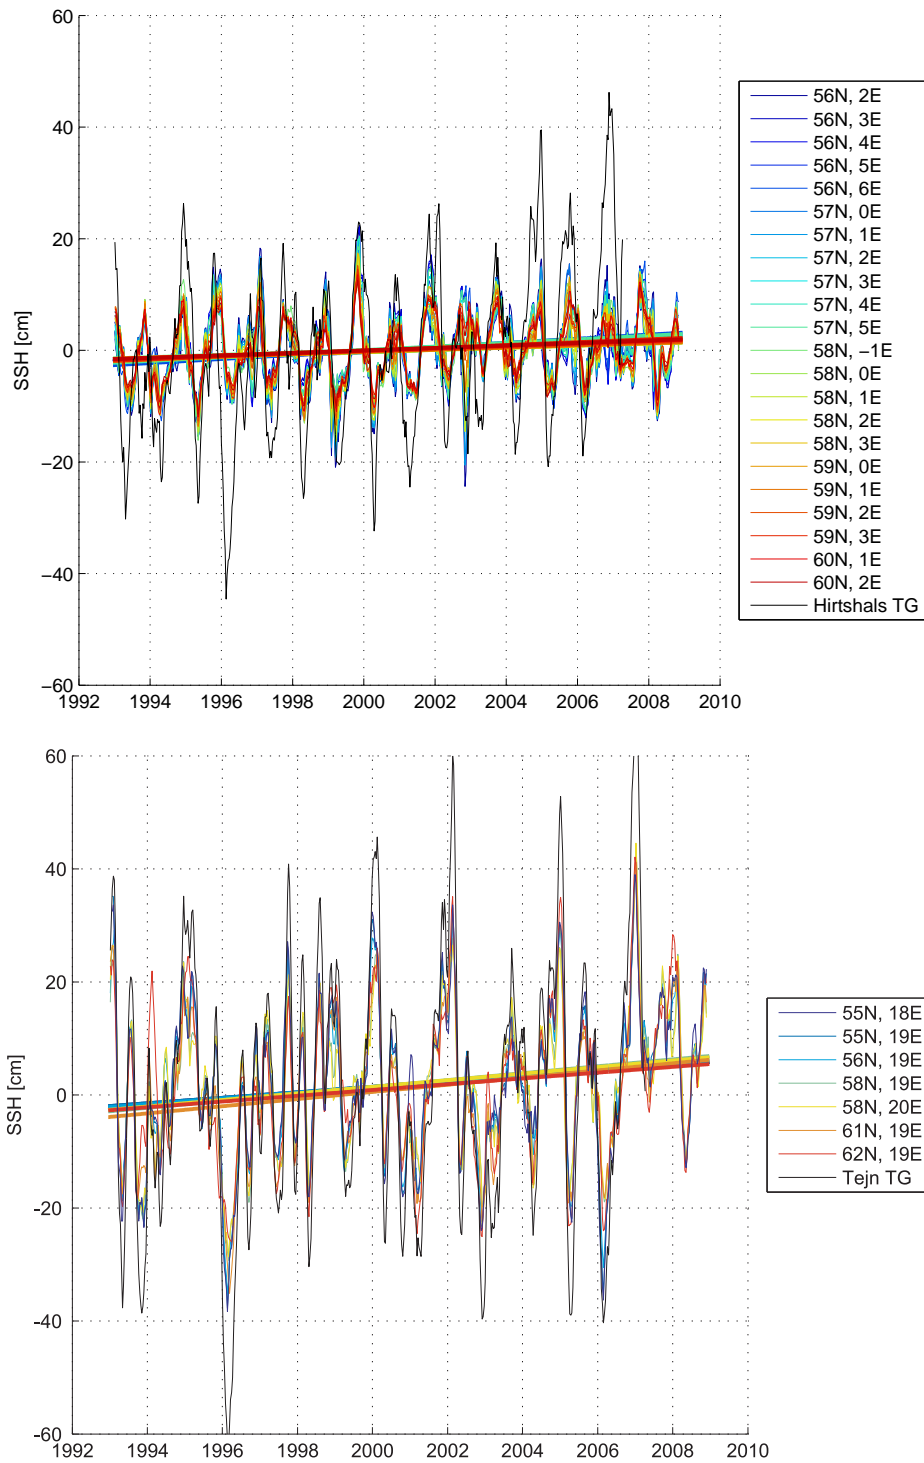 60
40
20
0
−20
−40
−60
SSH [cm]
1992 1994 1996 1998 2000 2002 2004 2006 2008 2010
56N, 2E
56N, 3E
56N, 4E
56N, 5E
56N, 6E
57N, 0E
57N, 1E
57N, 2E
57N, 3E
57N, 4E
57N, 5E
58N, −1E
58N, 0E
58N, 1E
58N, 2E
58N, 3E
59N, 0E
59N, 1E
59N, 2E
59N, 3E
60N, 1E
60N, 2E
Hirtshals TG
60
40
20
0
-20
-40
-60
SSH [cm]
1992 1994 1996 1998 2000 2002 2004 2006 2008 2010
55N, 18E
55N, 19E
56N, 19E
58N, 19E
58N, 20E
61N, 19E
62N, 19E
Tejn TG